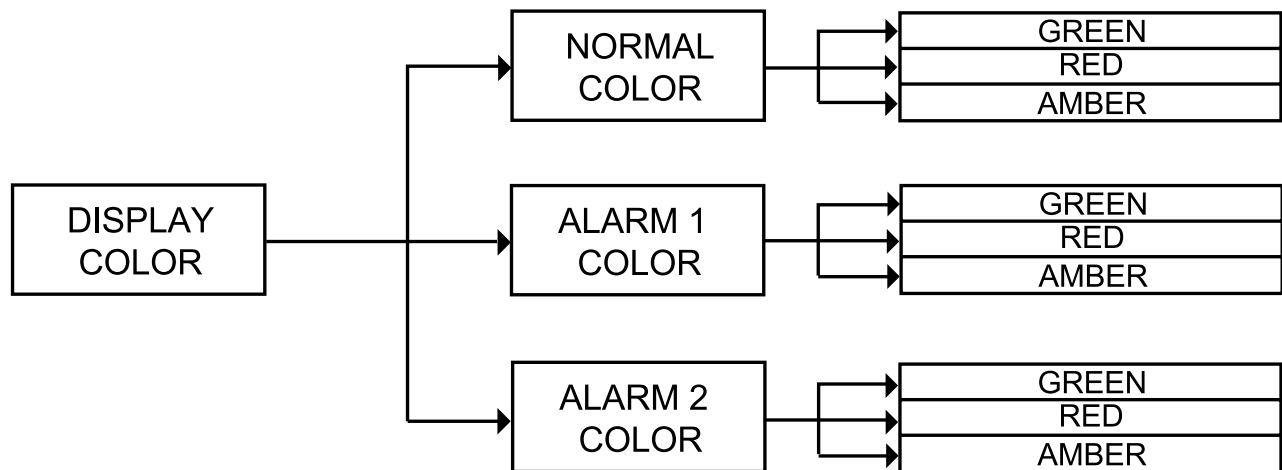 DISPLAY
COLOR
NORMAL
COLOR
GREEN
RED
AMBER
ALARM 1
COLOR
GREEN
RED
AMBER
ALARM 2
COLOR
GREEN
RED
AMBER